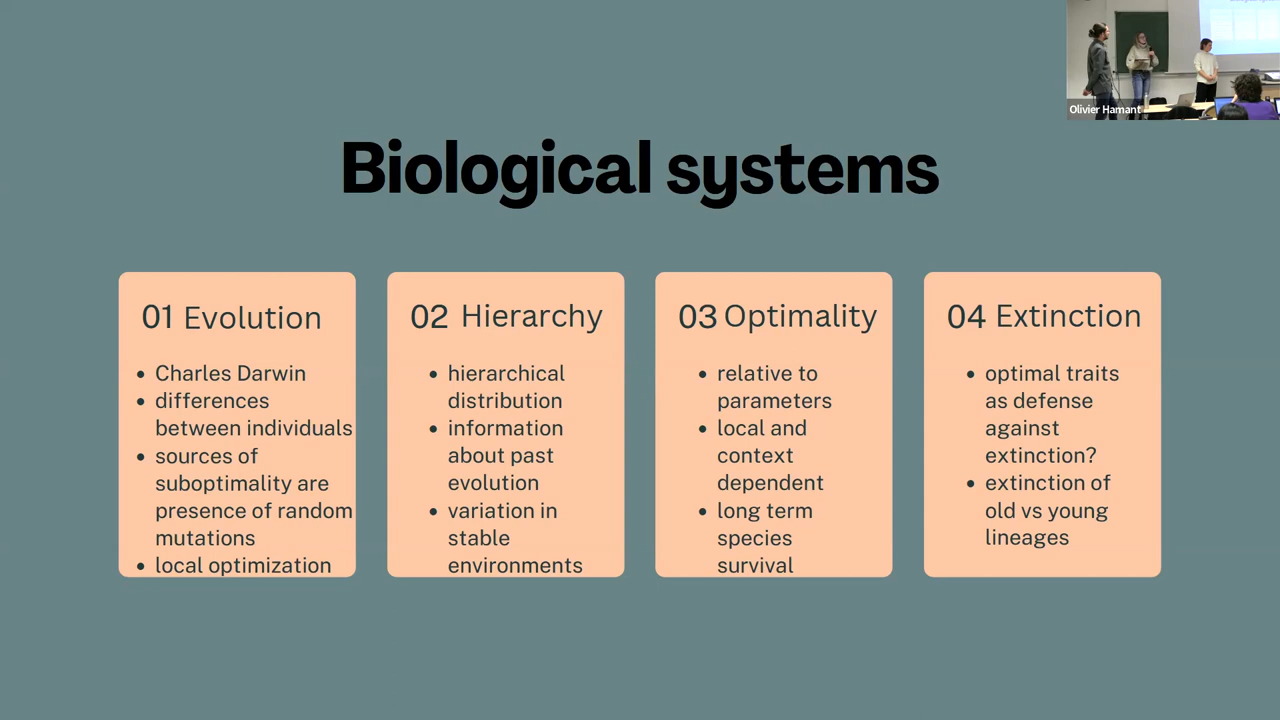 Olivier Hamant
Biological systems
01 Evolution
• Charles Darwin
• differences
between individuals
• sources of
suboptimality are
presence of random
mutations
• local optimization
02 Hierarchy
• hierarchical
distribution
• information
about past
evolution
• variation in
stable
environments
03 Optimality
• relative to
parameters
• local and
context
dependent
• long term
species
survival
04 Extinction
• optimal traits
as defense
against
extinction?
• extinction of
old vs young
lineages